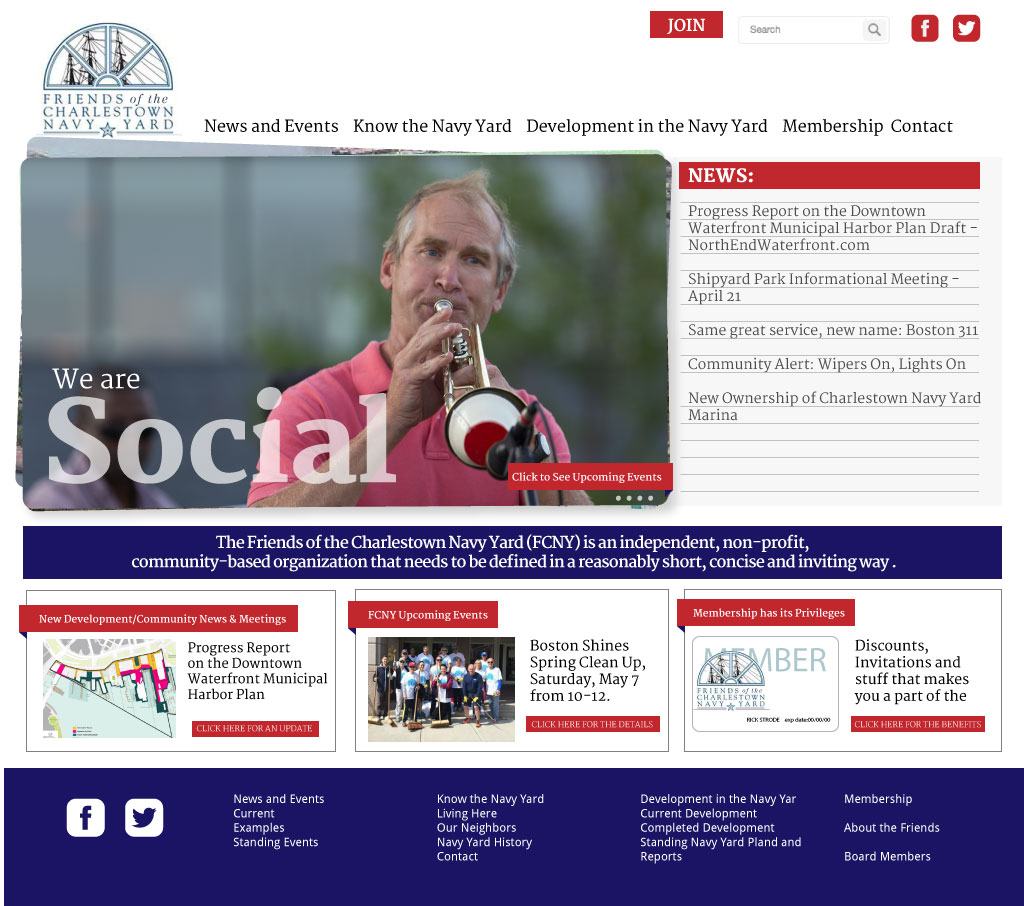 JOIN
Search
FRIENDS of the
CHARLESTOWN
NAVY YARD
News and Events
Know the Navy Yard
Development in the Navy Yard
Membership
Contact
We are
Social
Click to See Upcoming Events
NEWS:
Progress Report on the Downtown
Waterfront Municipal Harbor Plan Draft -
NorthEndWaterfront.com
Shipyard Park Informational Meeting -
April 21
Same great service, new name: Boston 311
Community Alert: Wipers On, Lights On
New Ownership of Charlestown Navy Yard
Marina
The Friends of the Charlestown Navy Yard (FCNY) is an independent, non-profit,
community-based organization that needs to be defined in a reasonably short, concise and inviting way .
New Development/Community News & Meetings
Progress Report
on the Downtown
Waterfront Municipal
Harbor Plan
CLICK HERE FOR AN UPDATE
FCNY Upcoming Events
Boston Shines
Spring Clean Up,
Saturday, May 7
from 10-12.
CLICK HERE FOR THE DETAILS
Membership has its Privileges
MEMBER
FRIENDS of the
CHARLESTOWN
NAVY YARD
RICK STRODE exp date:00/00/00
Discounts,
Invitations and
stuff that makes
you a part of the
CLICK HERE FOR THE BENEFITS
News and Events
Current
Examples
Standing Events
Know the Navy Yard
Living Here
Our Neighbors
Navy Yard History
Contact
Development in the Navy Yar
Current Development
Completed Development
Standing Navy Yard Pland and
Reports
Membership
About the Friends
Board Members